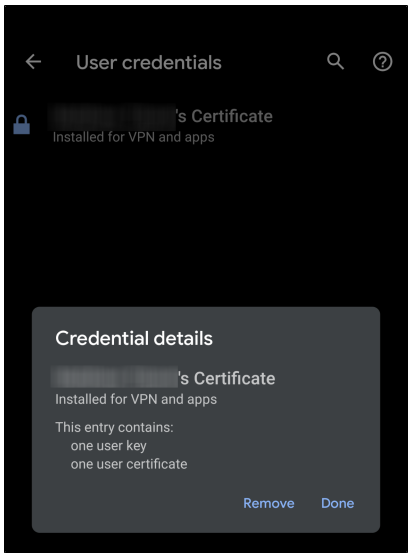 User credentials
's Certificate
Installed for VPN and apps
Credential details
's Certificate
Installed for VPN and apps
This entry contains:
one user key
one user certificate
Remove Done